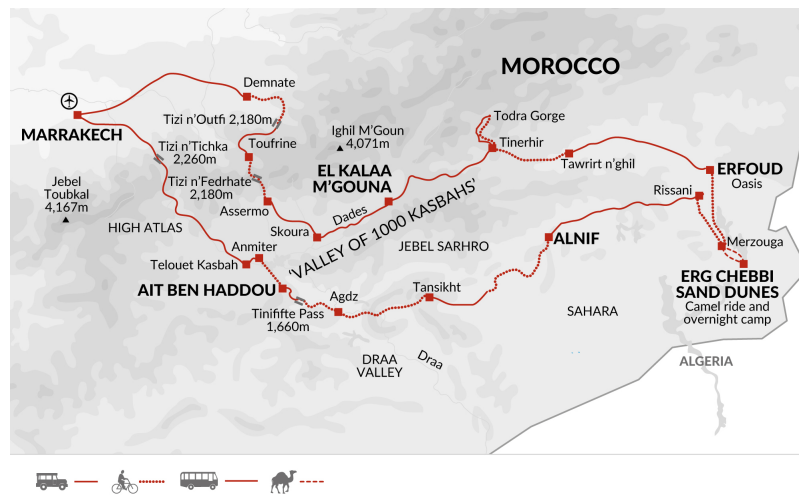 MOROCCO
Demnate
MARRAKECH
Tizi n'Outfi 2,180m
Todra Gorge
Ighil M'Goun
4,071m
Tizi n'Tichka
2,260m
Toufrine
Tinerhir
Tawrirt n'ghil
EL KALAA
M'GOUNA
ERFOUD
Oasis
Tizi n'Fedrhate
2,180m
Jebel
Toubkal
4,167m
Rissani
Assermo
Dades
'VALLEY OF 1000 KASBAHS'
HIGH ATLAS
Skoura
Anmiter
JEBEL SARHRO
ALNIF
Merzouga
Telouet Kasbah
AIT BEN HADDOU
Agdz
Tansikht
ERG CHEBBI
SAND DUNES
Camel ride and
overnight camp
Tinififte Pass
1,660m
SAHARA
DRAA
VALLEY
Draa
ALGERIA